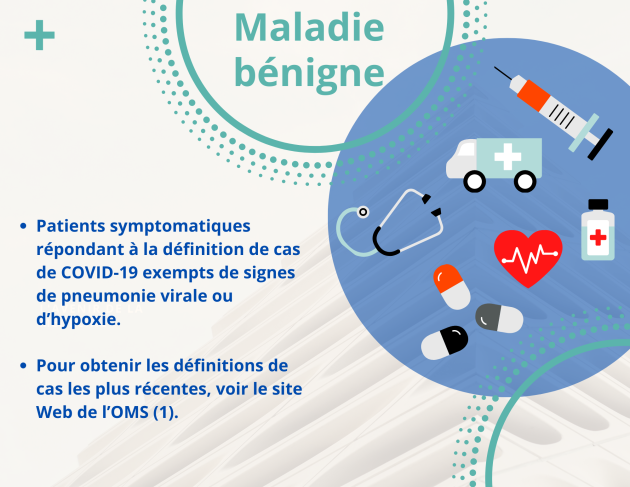 Maladie
bénigne
Patients symptomatiques
répondant à la définition de cas
de COVID-19 exempts de signes
de pneumonie virale ou
d’hypoxie.
Pour obtenir les définitions de
cas les plus récentes, voir le site
Web de l’OMS (1).